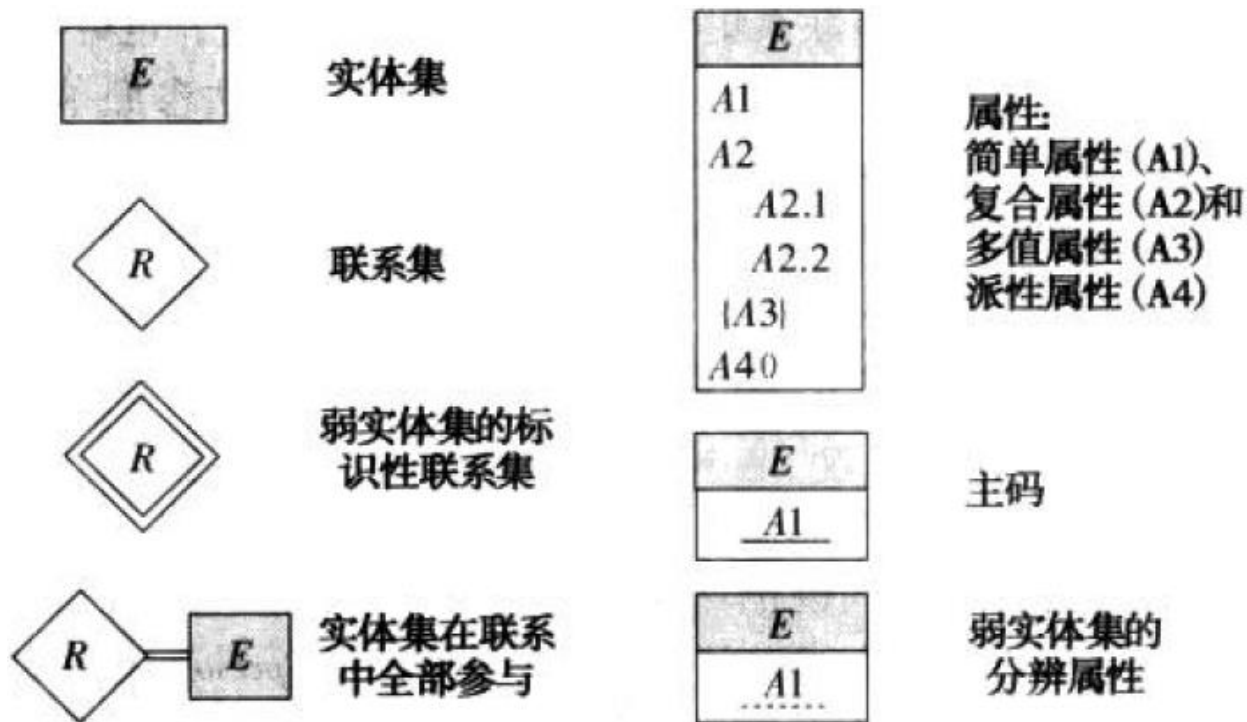 E
实体集
R
联系集
R
弱实体集的标
识性联系集
R
E
实体集在联系
中全部参与
E
A1
A2
A2.1
A2.2
{A3}
A4()
属性:
简单属性(A1)、
复合属性(A2)和
多值属性(A3)
派性属性(A4)
E
A1
主码
E
A1
弱实体集的
分辨属性